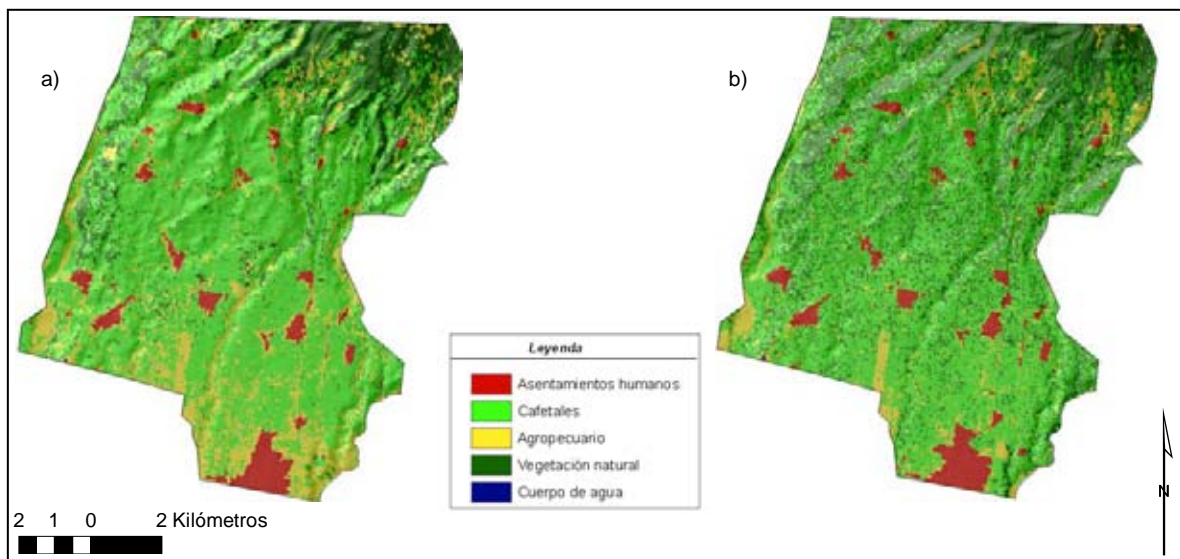 a)
b)
Leyenda
Asentamientos humanos
Cafetales
Agropecuario
Vegetación natural
Cuerpo de agua
2 1 0 2 Kilómetros
N